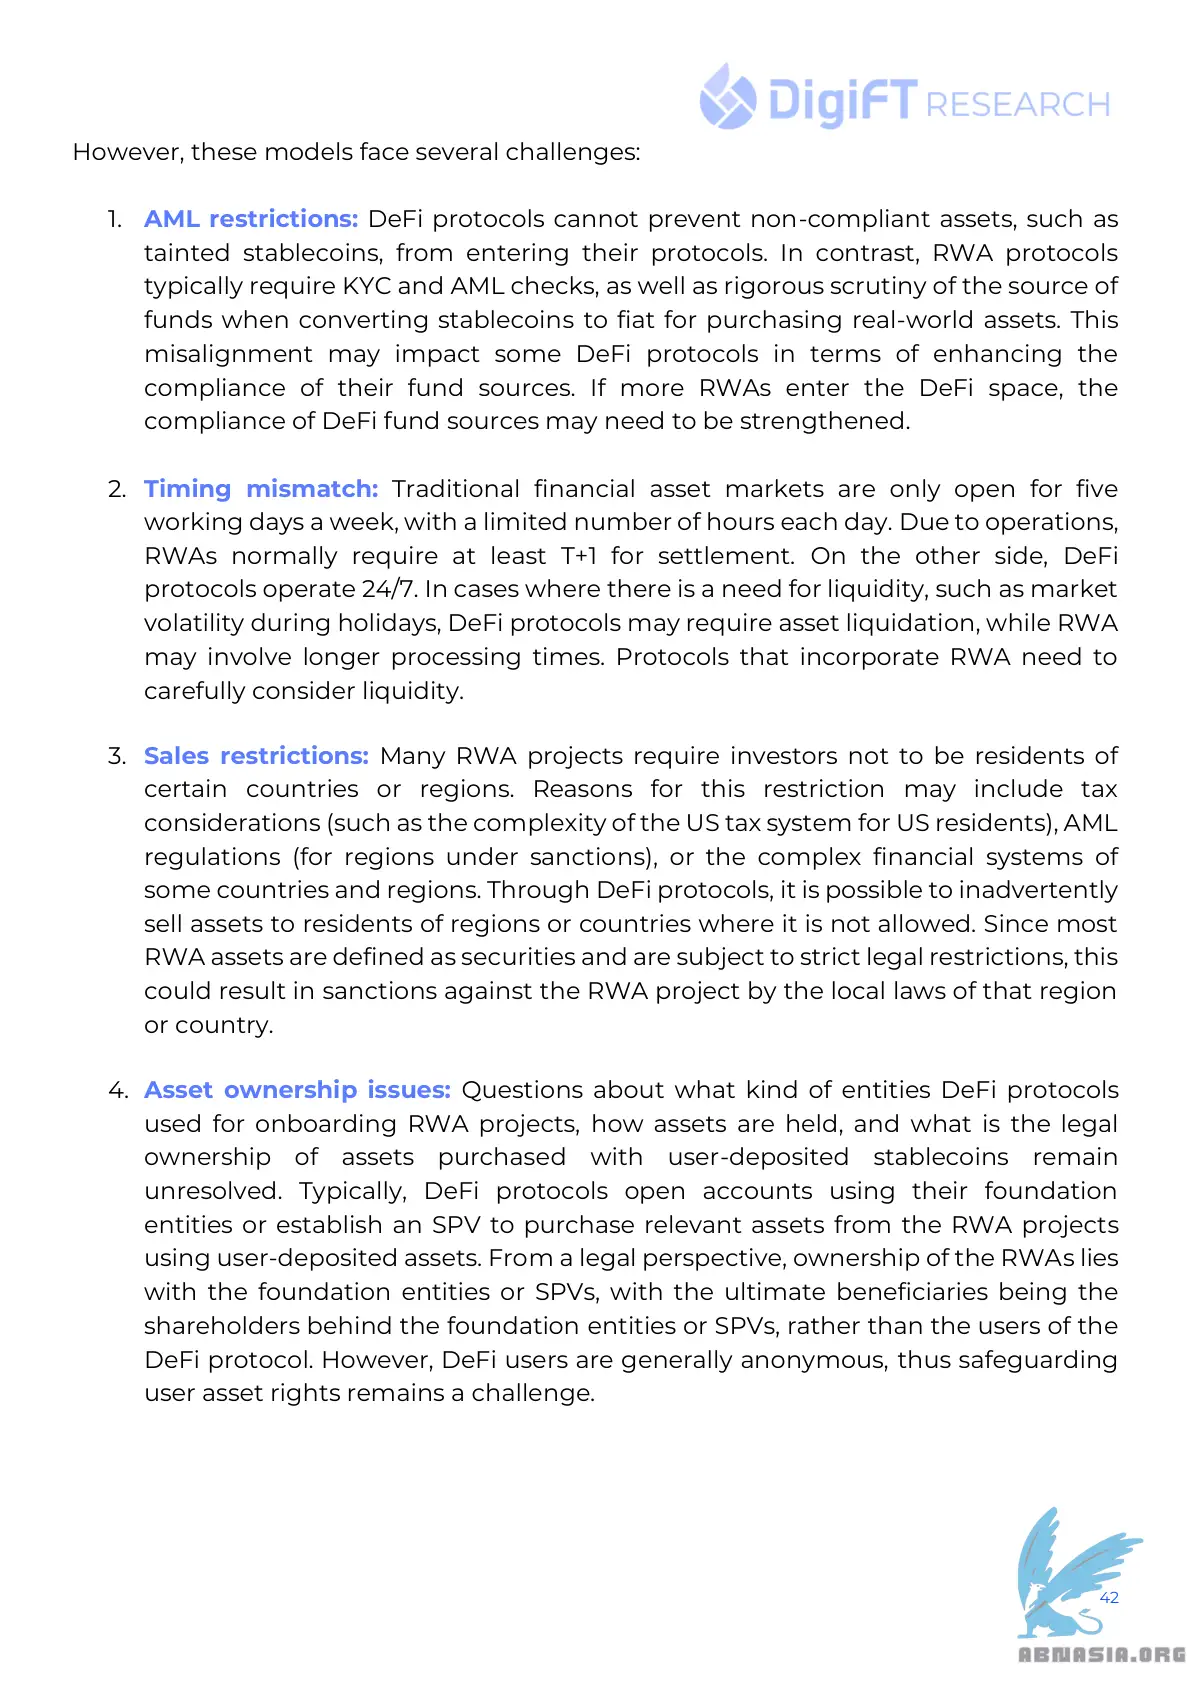 DigiFT RESEARCH
However, these models face several challenges:
1. AML restrictions: DeFi protocols cannot prevent non-compliant assets, such as
tainted stablecoins, from entering their protocols. In contrast, RWA protocols
typically require KYC and AML checks, as well as rigorous scrutiny of the source of
funds when converting stablecoins to fiat for purchasing real-world assets. This
misalignment may impact some DeFi protocols in terms of enhancing the
compliance of their fund sources. If more RWAs enter the DeFi space, the
compliance of DeFi fund sources may need to be strengthened.
2. Timing mismatch: Traditional financial asset markets are only open for five
working days a week, with a limited number of hours each day. Due to operations,
RWAs normally require at least T+1 for settlement. On the other side, DeFi
protocols operate 24/7. In cases where there is a need for liquidity, such as market
volatility during holidays, DeFi protocols may require asset liquidation, while RWA
may involve longer processing times. Protocols that incorporate RWA need to
carefully consider liquidity.
3. Sales restrictions: Many RWA projects require investors not to be residents of
certain countries or regions. Reasons for this restriction may include tax
considerations (such as the complexity of the US tax system for US residents), AML
regulations (for regions under sanctions), or the complex financial systems of
some countries and regions. Through DeFi protocols, it is possible to inadvertently
sell assets to residents of regions or countries where it is not allowed. Since most
RWA assets are defined as securities and are subject to strict legal restrictions, this
could result in sanctions against the RWA project by the local laws of that region
or country.
4. Asset ownership issues: Questions about what kind of entities DeFi protocols
used for onboarding RWA projects, how assets are held, and what is the legal
ownership of assets purchased with user-deposited stablecoins remain
unresolved. Typically, DeFi protocols open accounts using their foundation
entities or establish an SPV to purchase relevant assets from the RWA projects
using user-deposited assets. From a legal perspective, ownership of the RWAs lies
with the foundation entities or SPVs, with the ultimate beneficiaries being the
shareholders behind the foundation entities or SPVs, rather than the users of the
DeFi protocol. However, DeFi users are generally anonymous, thus safeguarding
user asset rights remains a challenge.
42
ABNASIA.ORG